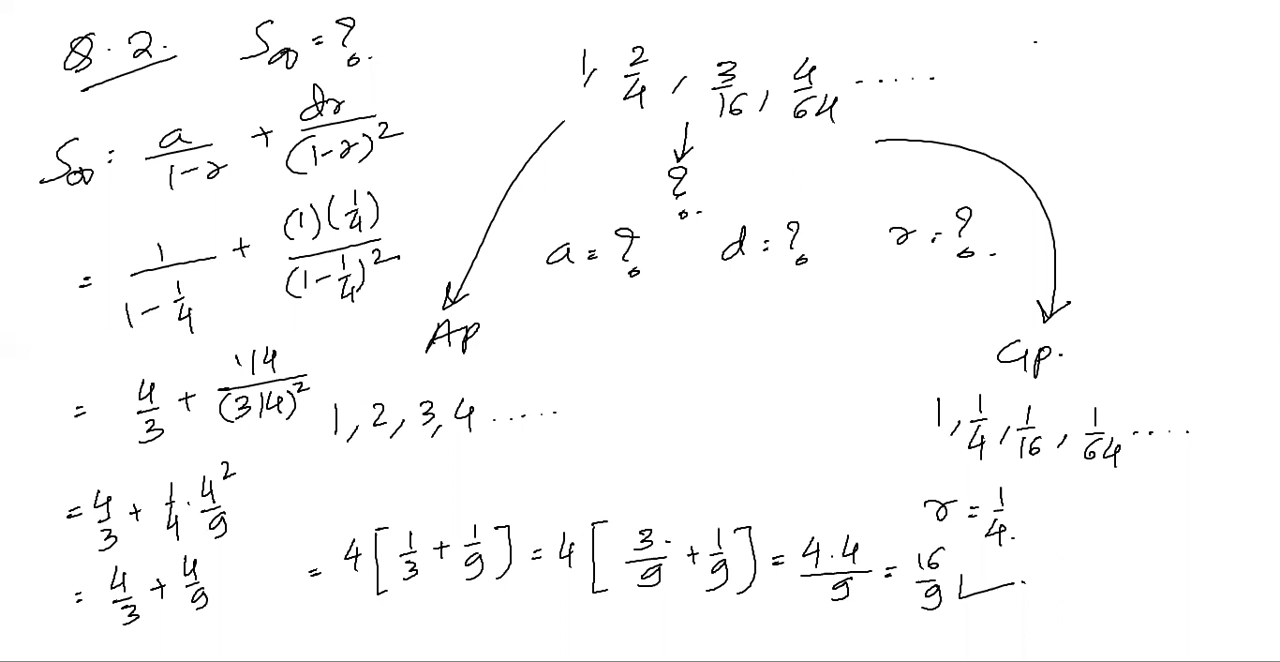 Q.2. S∞ = ?
1, 2/4, 3/16, 4/64 .....
S∞ = a/(1-r) + dr/(1-r)^2
?
a = ? d = ? r = ?
= 1/(1-1/4) + (1)(1/4)/(1-1/4)^2
Ap
Gp.
= 4/3 + 1/4/(3/4)^2
1, 2, 3, 4 .....
1, 1/4, 1/16, 1/64 ....
= 4/3 + 1/4 . 4^2/9
r = 1/4.
= 4/3 + 4/9
= 4[1/3 + 1/9] = 4[3/9 + 1/9] = 4.4/9 = 16/9